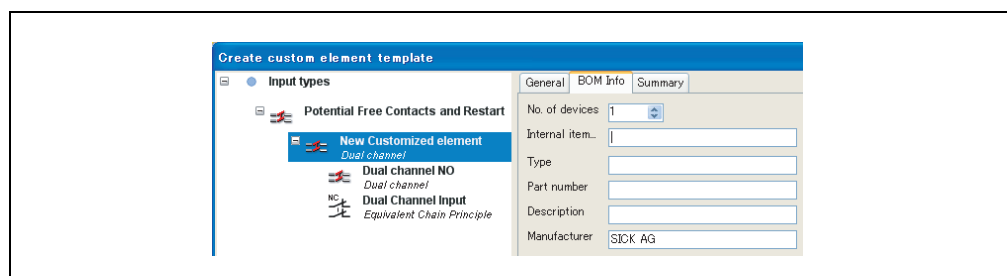 Create custom element template
Input types
Potential Free Contacts and Restart
New Customized element
Dual channel
Dual channel NO
Dual channel
NC
Dual Channel Input
Equivalent Chain Principle
General BOM Info Summary
No. of devices 1
Internal item...
Type
Part number
Description
Manufacturer SICK AG